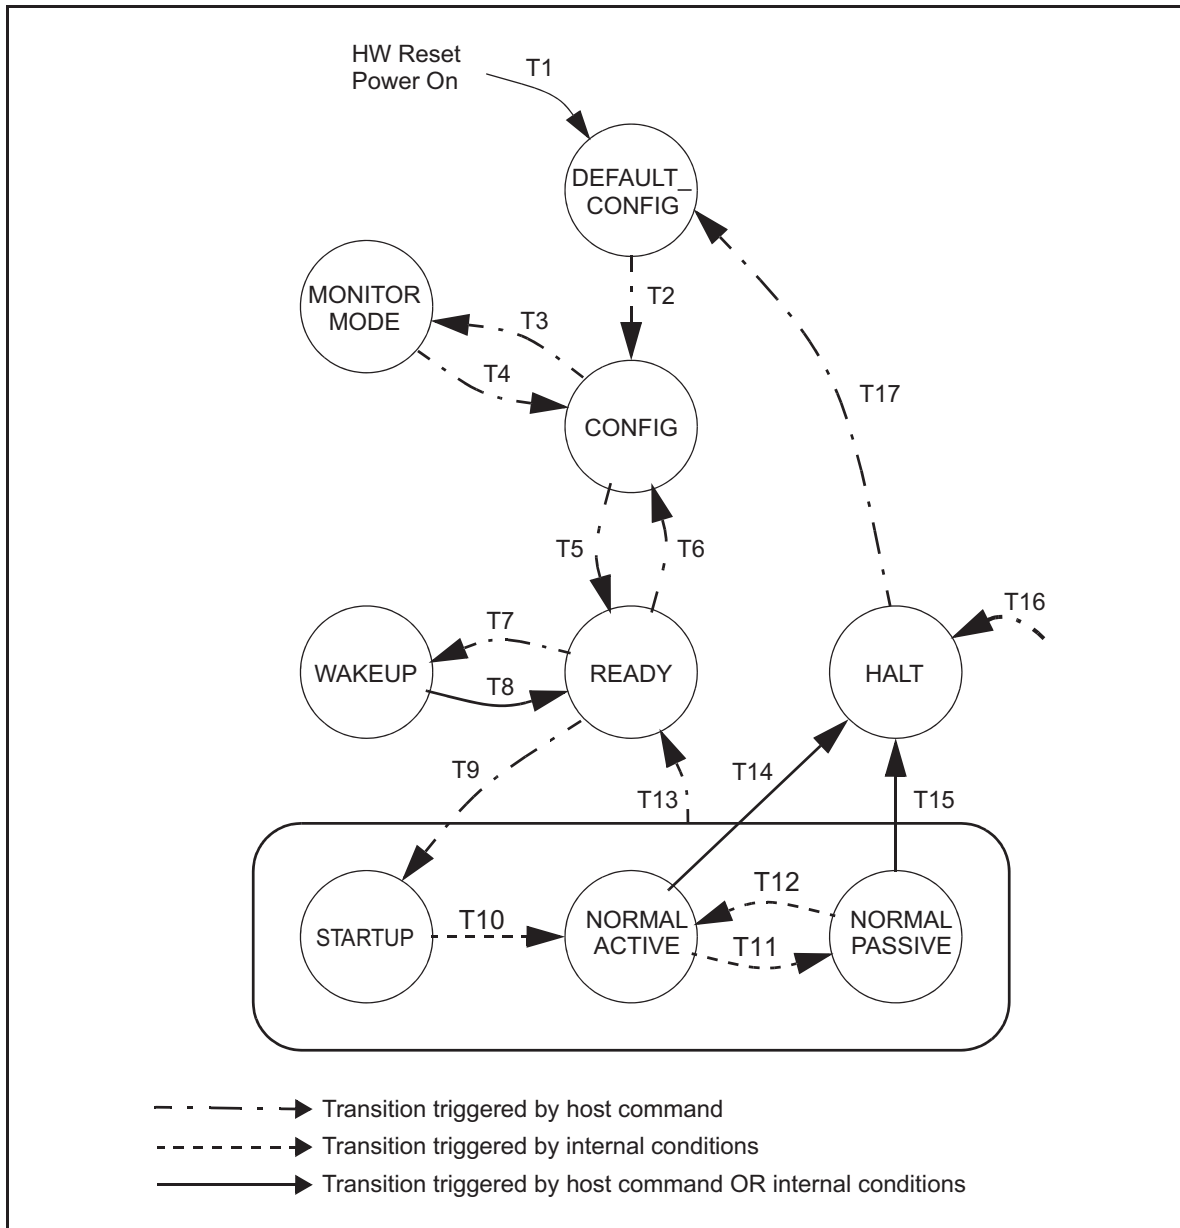 HW Reset
Power On
T1
DEFAULT_
CONFIG
T2
MONITOR
MODE
T3
T4
CONFIG
T17
T5
T6
T16
T7
WAKEUP
T8
READY
HALT
T9
T13
T14
T15
STARTUP
T10
NORMAL
ACTIVE
T12
T11
NORMAL
PASSIVE
Transition triggered by host command
Transition triggered by internal conditions
Transition triggered by host command OR internal conditions